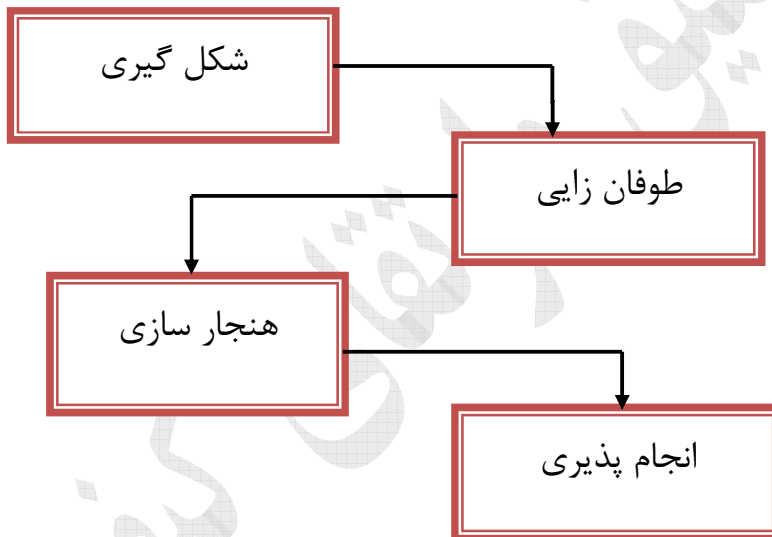 شکل گیری
طوفان زایی
هنجار سازی
انجام پذیری